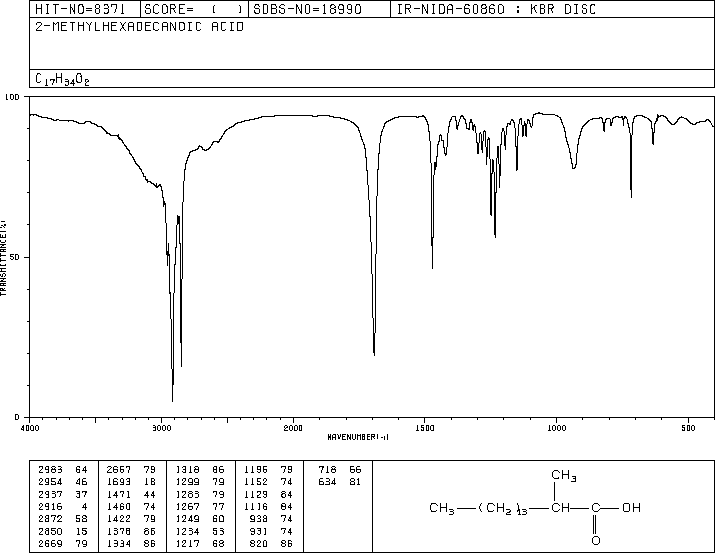 HIT-NO=8371 SCORE= ( ) SDBS-NO=18990 IR-NIDA-60860 : KBR DISC
2-METHYLHEXADECANOIC ACID
C17H34O2
100
50
0
TRANSMITTANCE(%)
4000 3000 2000 1500 1000 500
WAVENUMBER(-1)
2983 64 2667 79 1318 86 1196 79 718 66
2954 46 1693 18 1299 79 1152 74 634 81
2937 37 1471 44 1283 79 1129 84
2916 4 1460 74 1267 77 1116 84
2872 58 1422 79 1249 60 938 74
2850 15 1378 86 1234 53 931 74
2669 79 1334 86 1217 68 820 86
CH3
CH3—(CH2)13—CH—C—OH
O